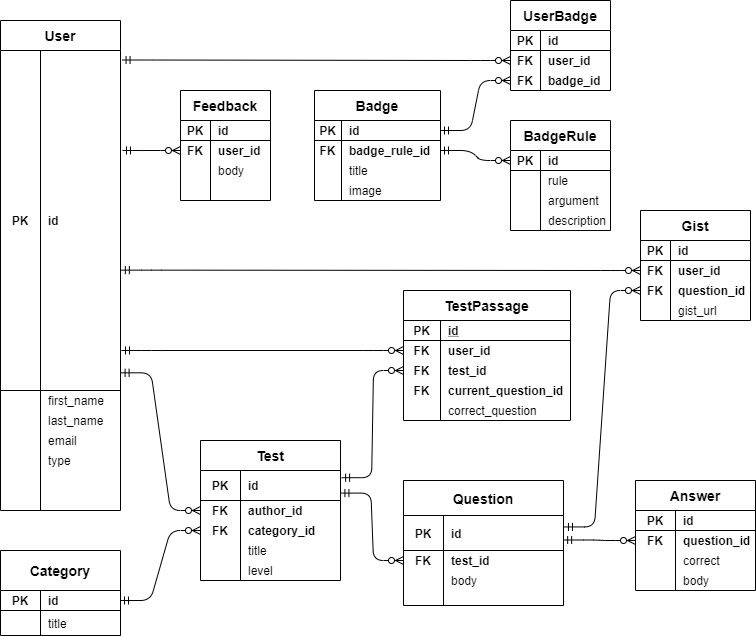 UserBadge
PK id
FK user_id
FK badge_id
User
PK id
first_name
last_name
email
type
Feedback
PK id
FK user_id
body
Badge
PK id
FK badge_rule_id
title
image
BadgeRule
PK id
rule
argument
description
Gist
PK id
FK user_id
FK question_id
gist_url
TestPassage
PK id
FK user_id
FK test_id
FK current_question_id
correct_question
Test
PK id
FK author_id
FK category_id
title
level
Question
PK id
FK test_id
body
Answer
PK id
FK question_id
correct
body
Category
PK id
title